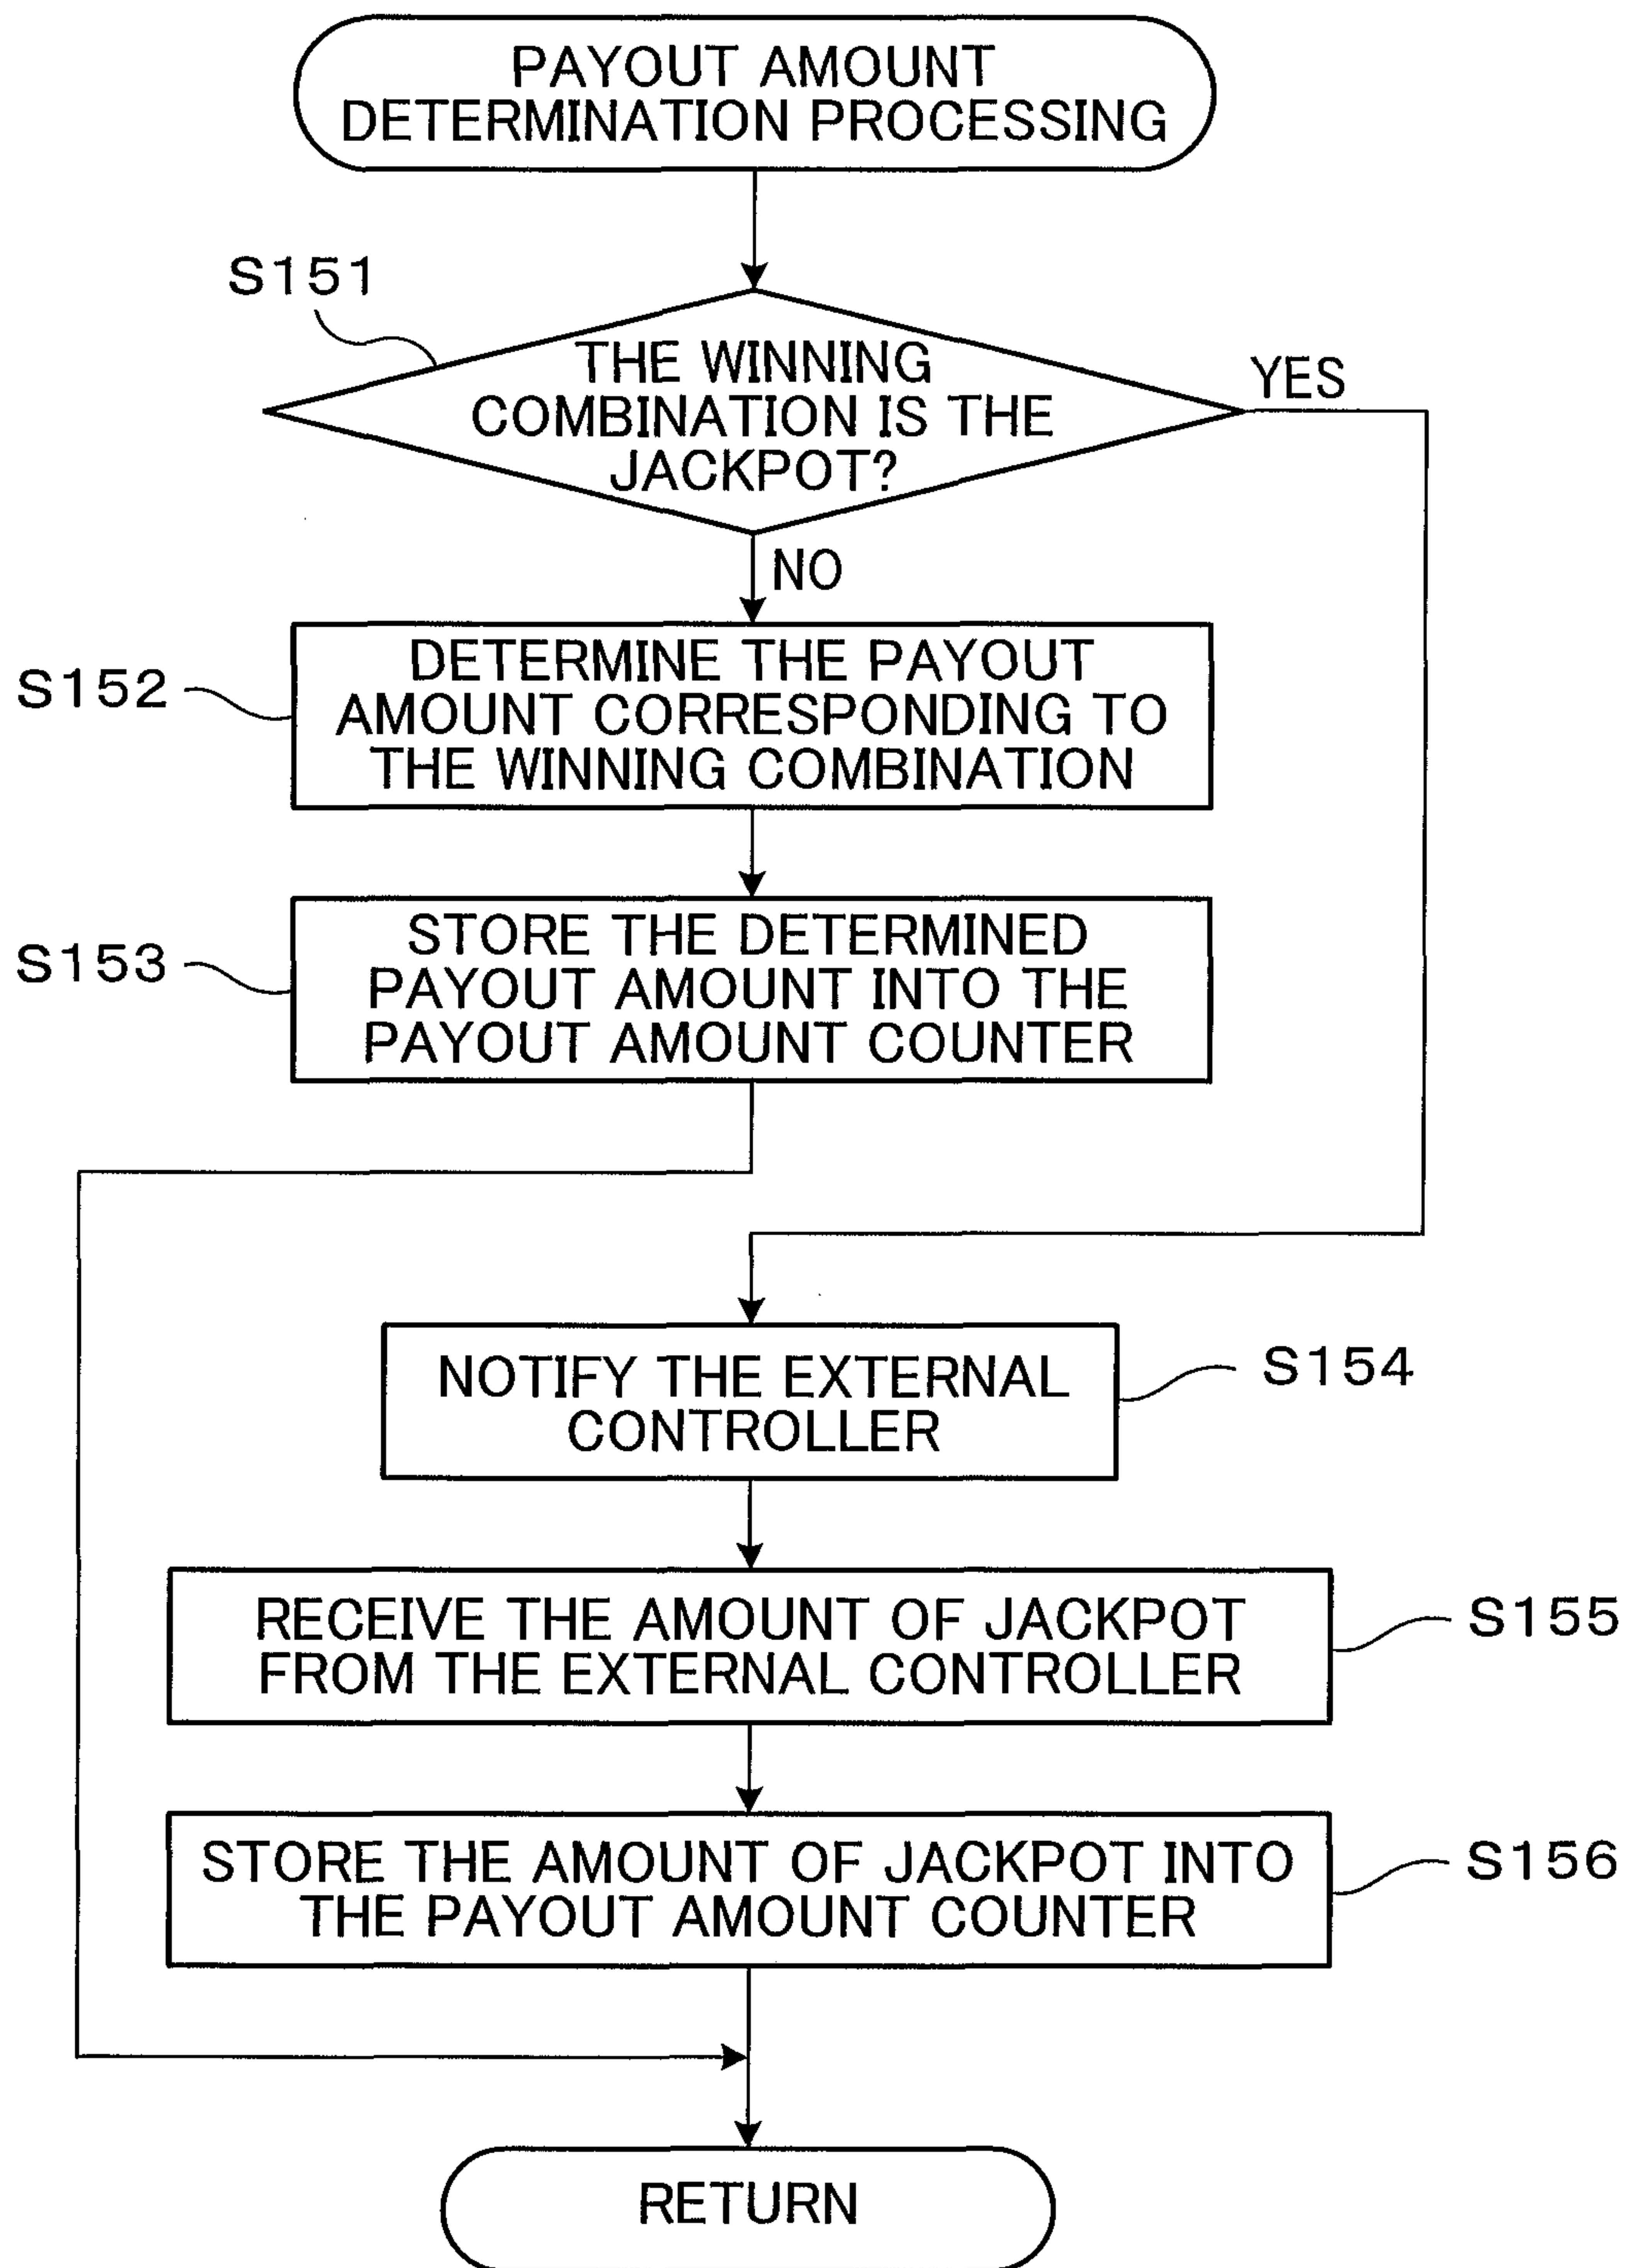 PAYOUT AMOUNT
DETERMINATION PROCESSING
S151
THE WINNING
COMBINATION IS THE
JACKPOT?
YES
NO
S152
DETERMINE THE PAYOUT
AMOUNT CORRESPONDING TO
THE WINNING COMBINATION
S153
STORE THE DETERMINED
PAYOUT AMOUNT INTO THE
PAYOUT AMOUNT COUNTER
NOTIFY THE EXTERNAL
CONTROLLER
S154
RECEIVE THE AMOUNT OF JACKPOT
FROM THE EXTERNAL CONTROLLER
S155
STORE THE AMOUNT OF JACKPOT INTO
THE PAYOUT AMOUNT COUNTER
S156
RETURN